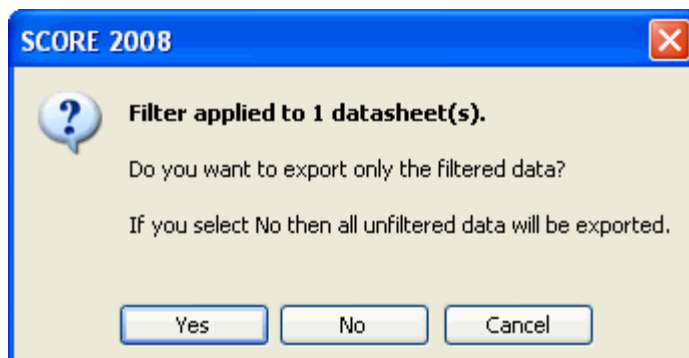 SCORE 2008
Filter applied to 1 datasheet(s).
Do you want to export only the filtered data?
If you select No then all unfiltered data will be exported.
Yes
No
Cancel